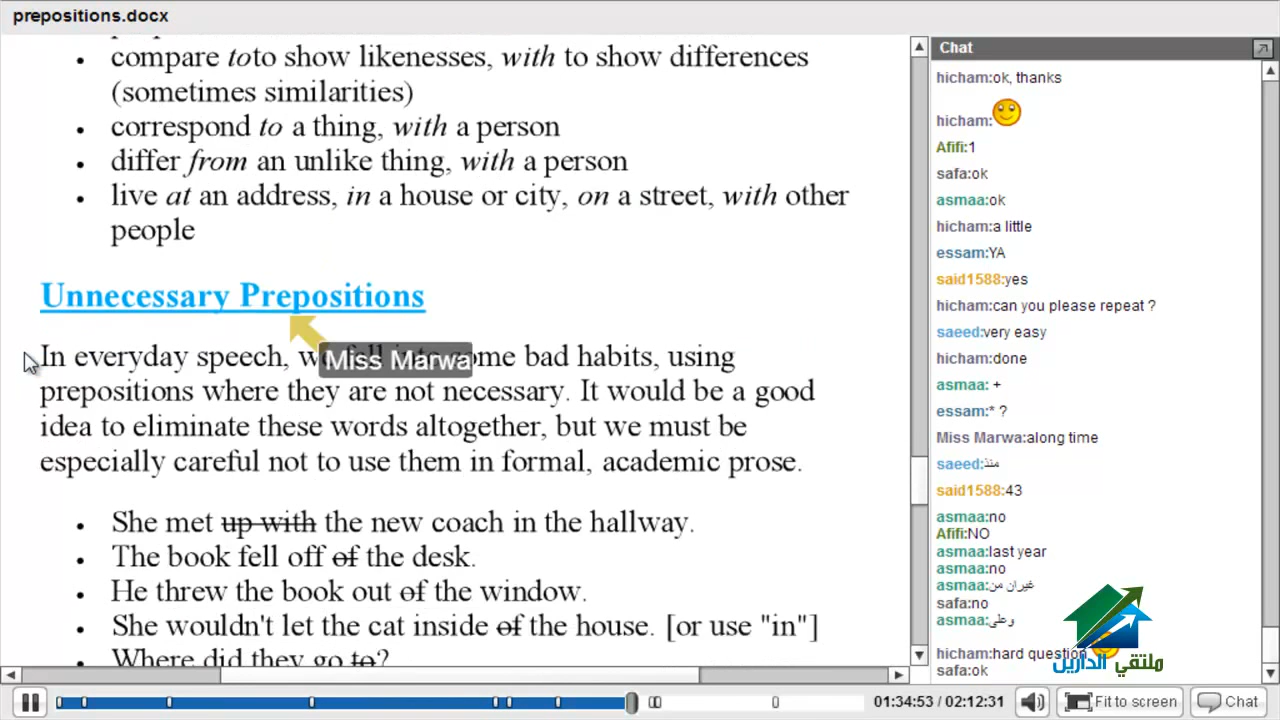 prepositions.docx
• compare toto show likenesses, with to show differences
(sometimes similarities)
• correspond to a thing, with a person
• differ from an unlike thing, with a person
• live at an address, in a house or city, on a street, with other
people
Unnecessary Prepositions
In everyday speech, we fall into some bad habits, using
Miss Marwa
prepositions where they are not necessary. It would be a good
idea to eliminate these words altogether, but we must be
especially careful not to use them in formal, academic prose.
• She met up with the new coach in the hallway.
• The book fell off of the desk.
• He threw the book out of the window.
• She wouldn't let the cat inside of the house. [or use "in"]
• Where did they go to?
Chat
hicham:ok, thanks
hicham:
Afifi:1
safa:ok
asmaa:ok
hicham:a little
essam:YA
said1588:yes
hicham:can you please repeat ?
saeed:very easy
hicham:done
asmaa: +
essam:* ?
Miss Marwa:along time
saeed:منذ
said1588:43
asmaa:no
Afifi:NO
asmaa:last year
asmaa:no
asmaa:غيران من
safa:no
asmaa:وعلى
hicham:hard question
safa:ok
ملتقي الدارين
01:34:53 / 02:12:31
Fit to screen
Chat